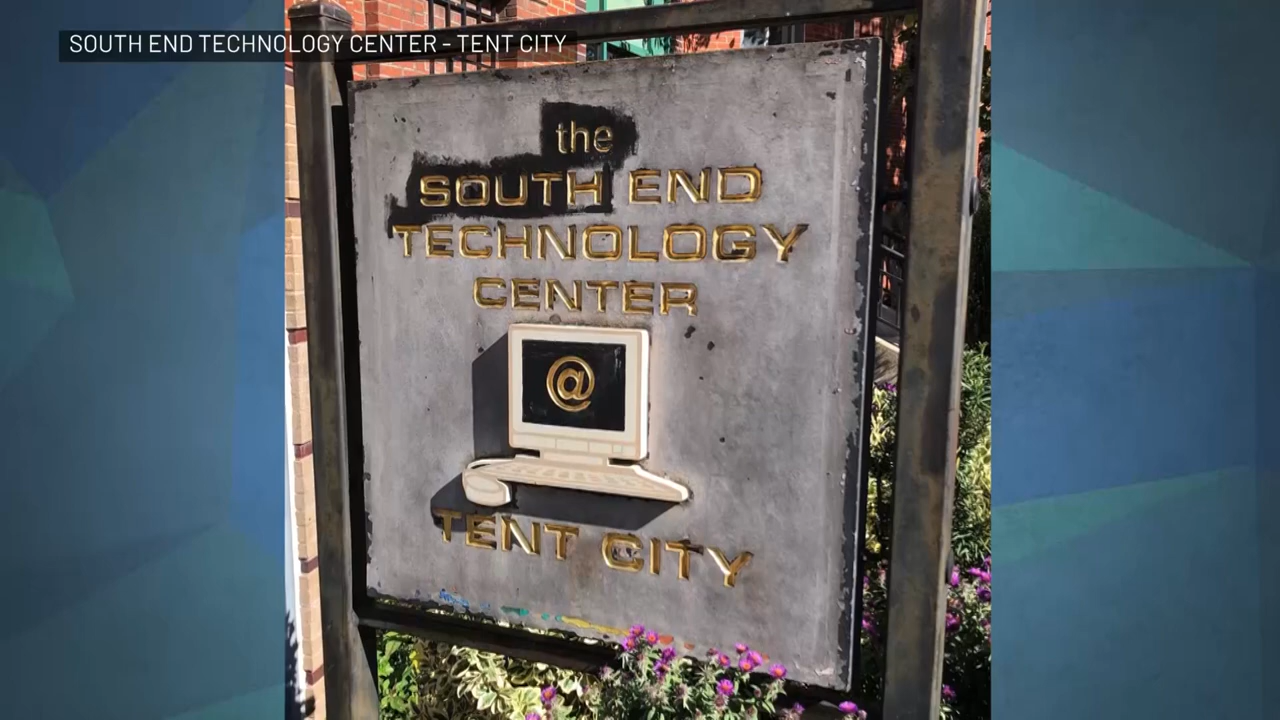 SOUTH END TECHNOLOGY CENTER - TENT CITY
the
SOUTH END
TECHNOLOGY
CENTER
@
TENT CITY